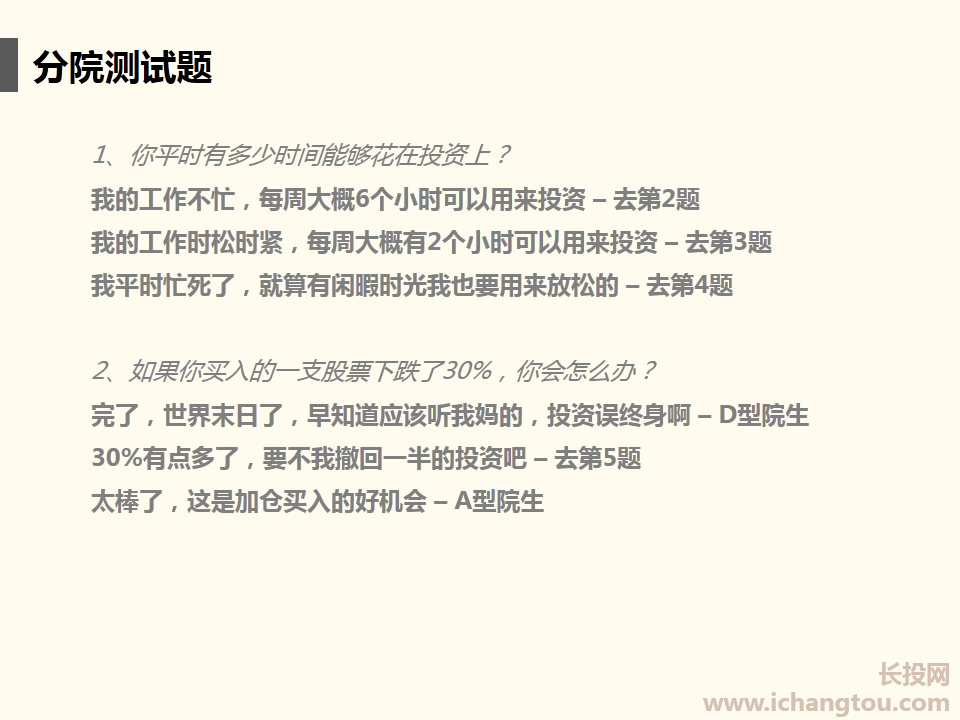 分院测试题
1、你平时有多少时间能够花在投资上？
我的工作不忙，每周大概6个小时可以用来投资 – 去第2题
我的工作时松时紧，每周大概有2个小时可以用来投资 – 去第3题
我平时忙死了，就算有闲暇时光我也要用来放松的 – 去第4题
2、如果你买入的一支股票下跌了30%，你会怎么办？
完了，世界末日了，早知道应该听我妈的，投资误终身啊 – D型院生
30%有点多了，要不我撤回一半的投资吧 – 去第5题
太棒了，这是加仓买入的好机会 – A型院生
长投网
www.ichangtou.com